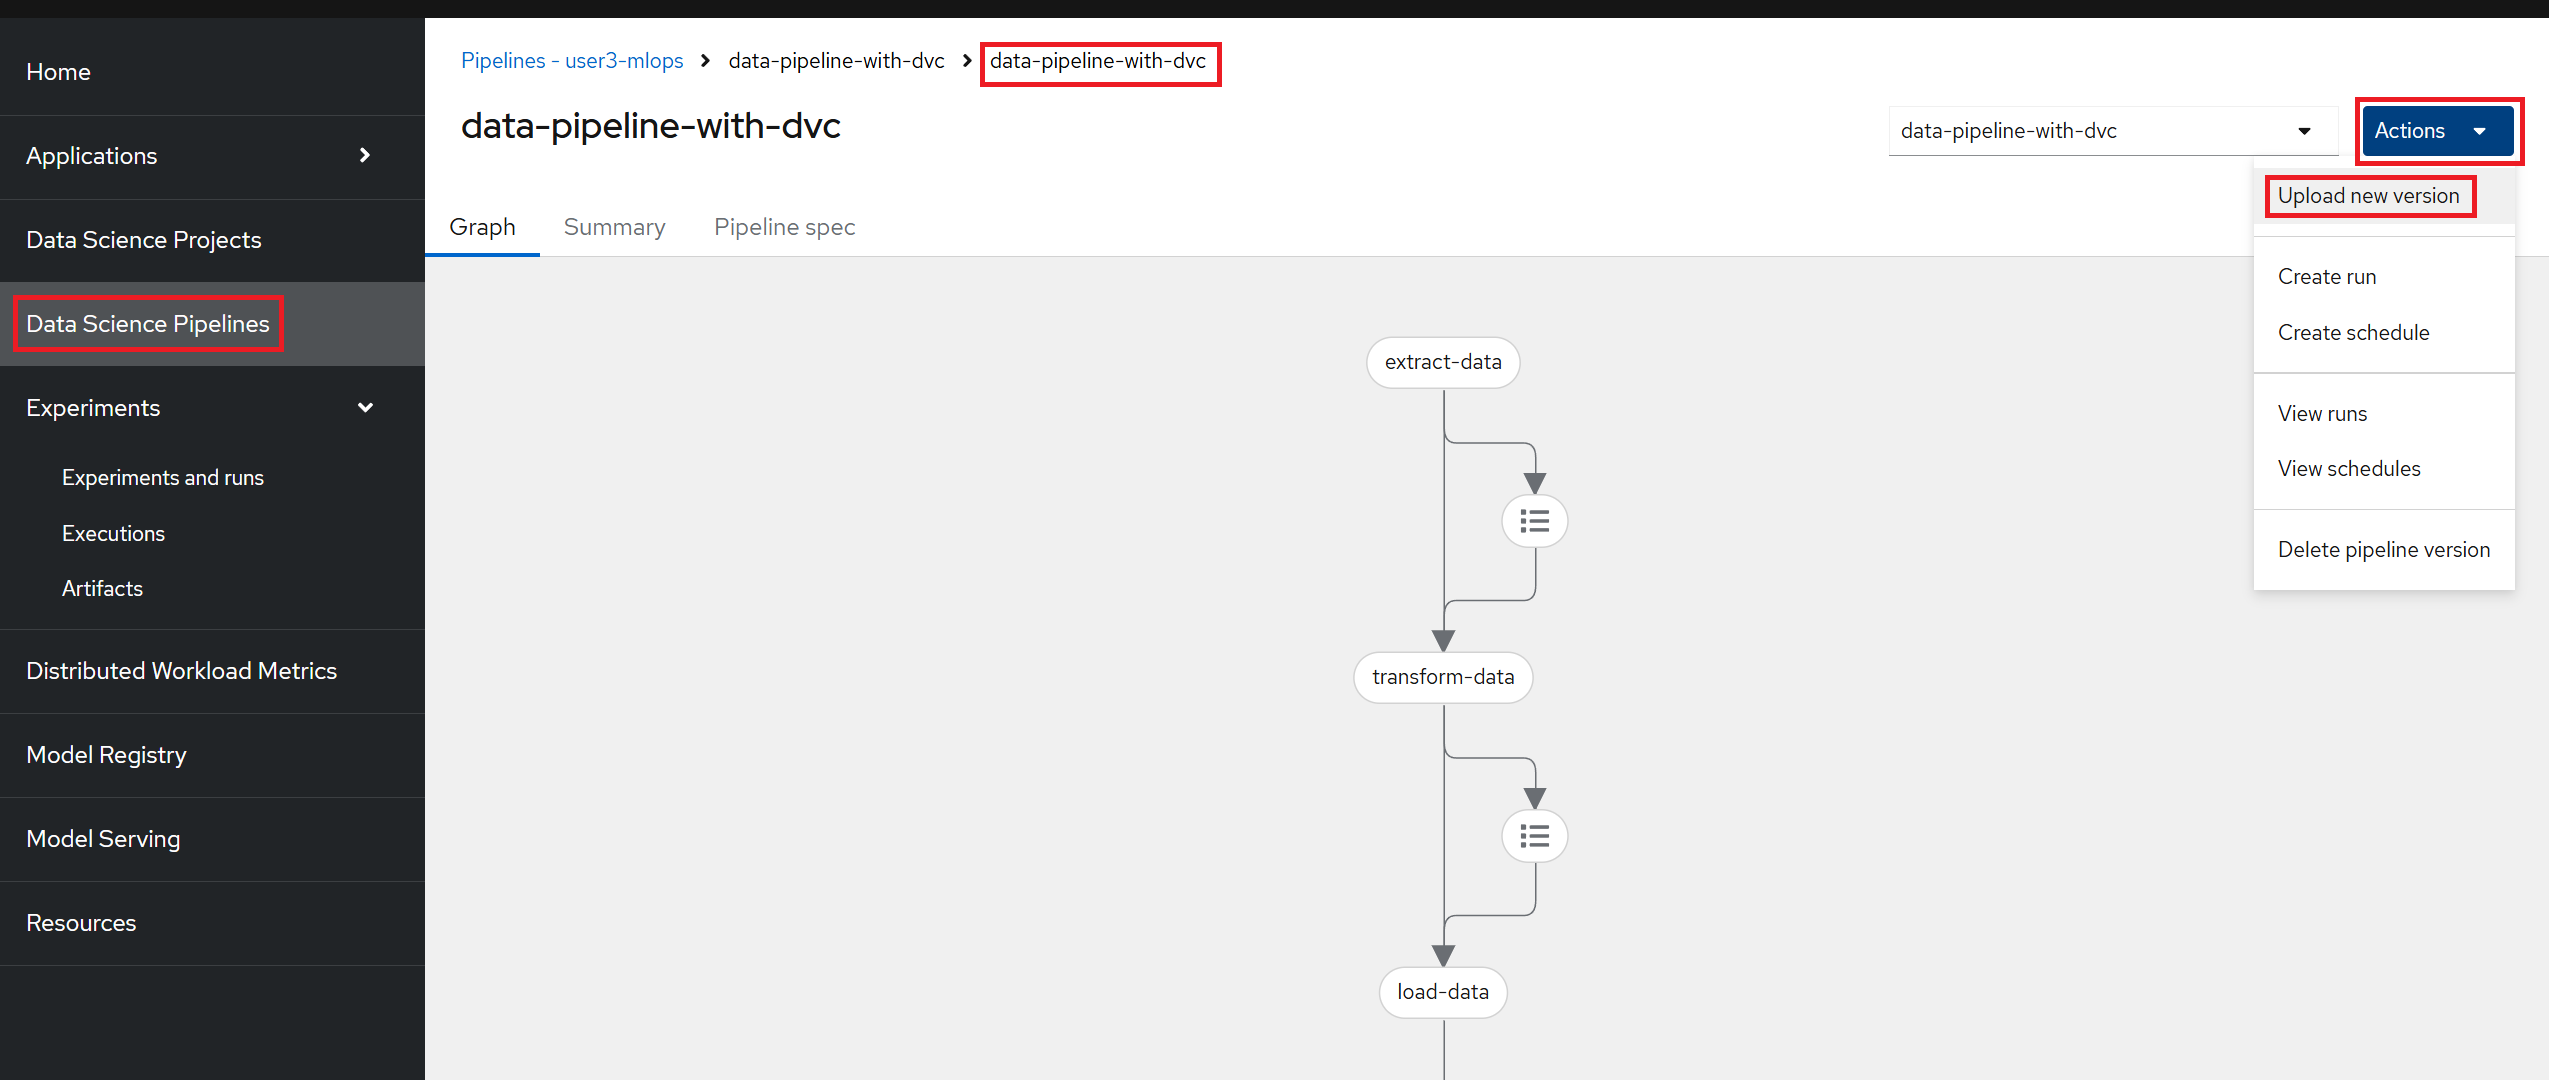 Home
Applications
Data Science Projects
Data Science Pipelines
Experiments
Experiments and runs
Executions
Artifacts
Distributed Workload Metrics
Model Registry
Model Serving
Resources
Pipelines - user3-mlops > data-pipeline-with-dvc > data-pipeline-with-dvc
data-pipeline-with-dvc
data-pipeline-with-dvc
Actions
Graph Summary Pipeline spec
Upload new version
Create run
Create schedule
View runs
View schedules
Delete pipeline version
extract-data
transform-data
load-data